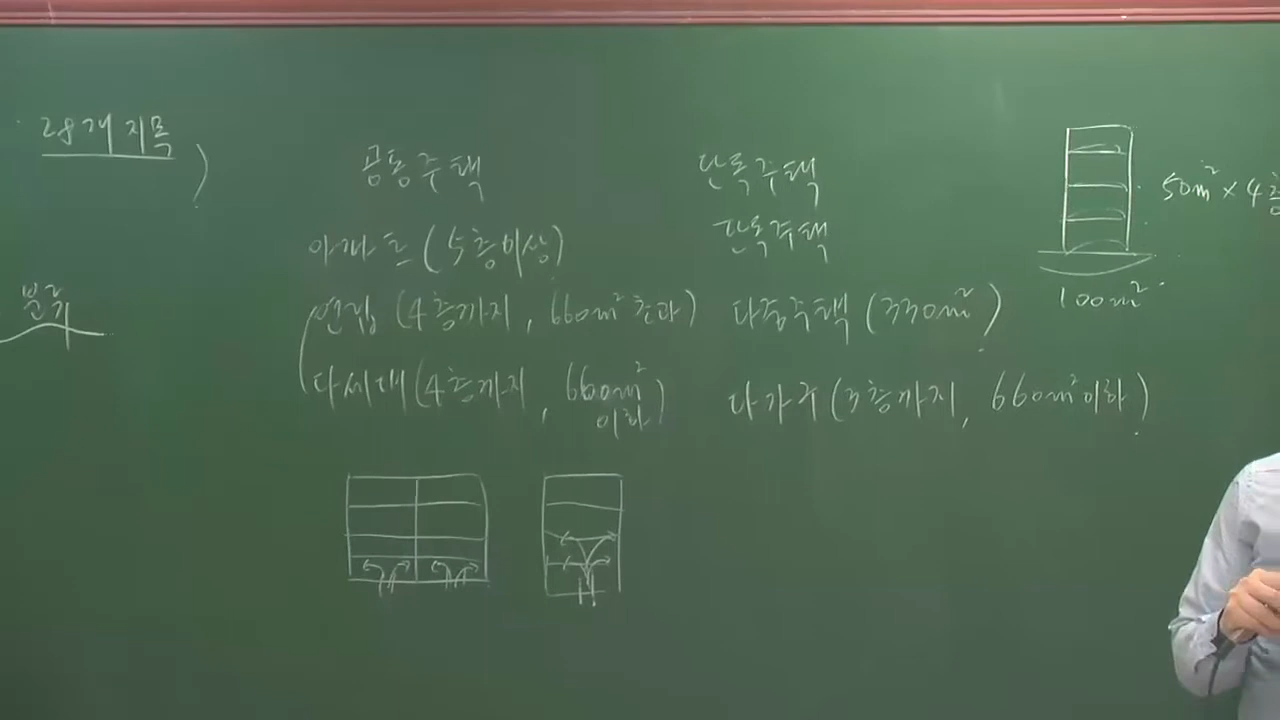 28개 지목
분류
공동주택
아파트 (5층이상)
연립 (4층까지, 660m² 초과)
다세대 (4층까지, 660m² 이하)
단독주택
단독주택
다중주택 (330m²)
다가구 (3층까지, 660m² 이하)
50m² × 4층
100m²